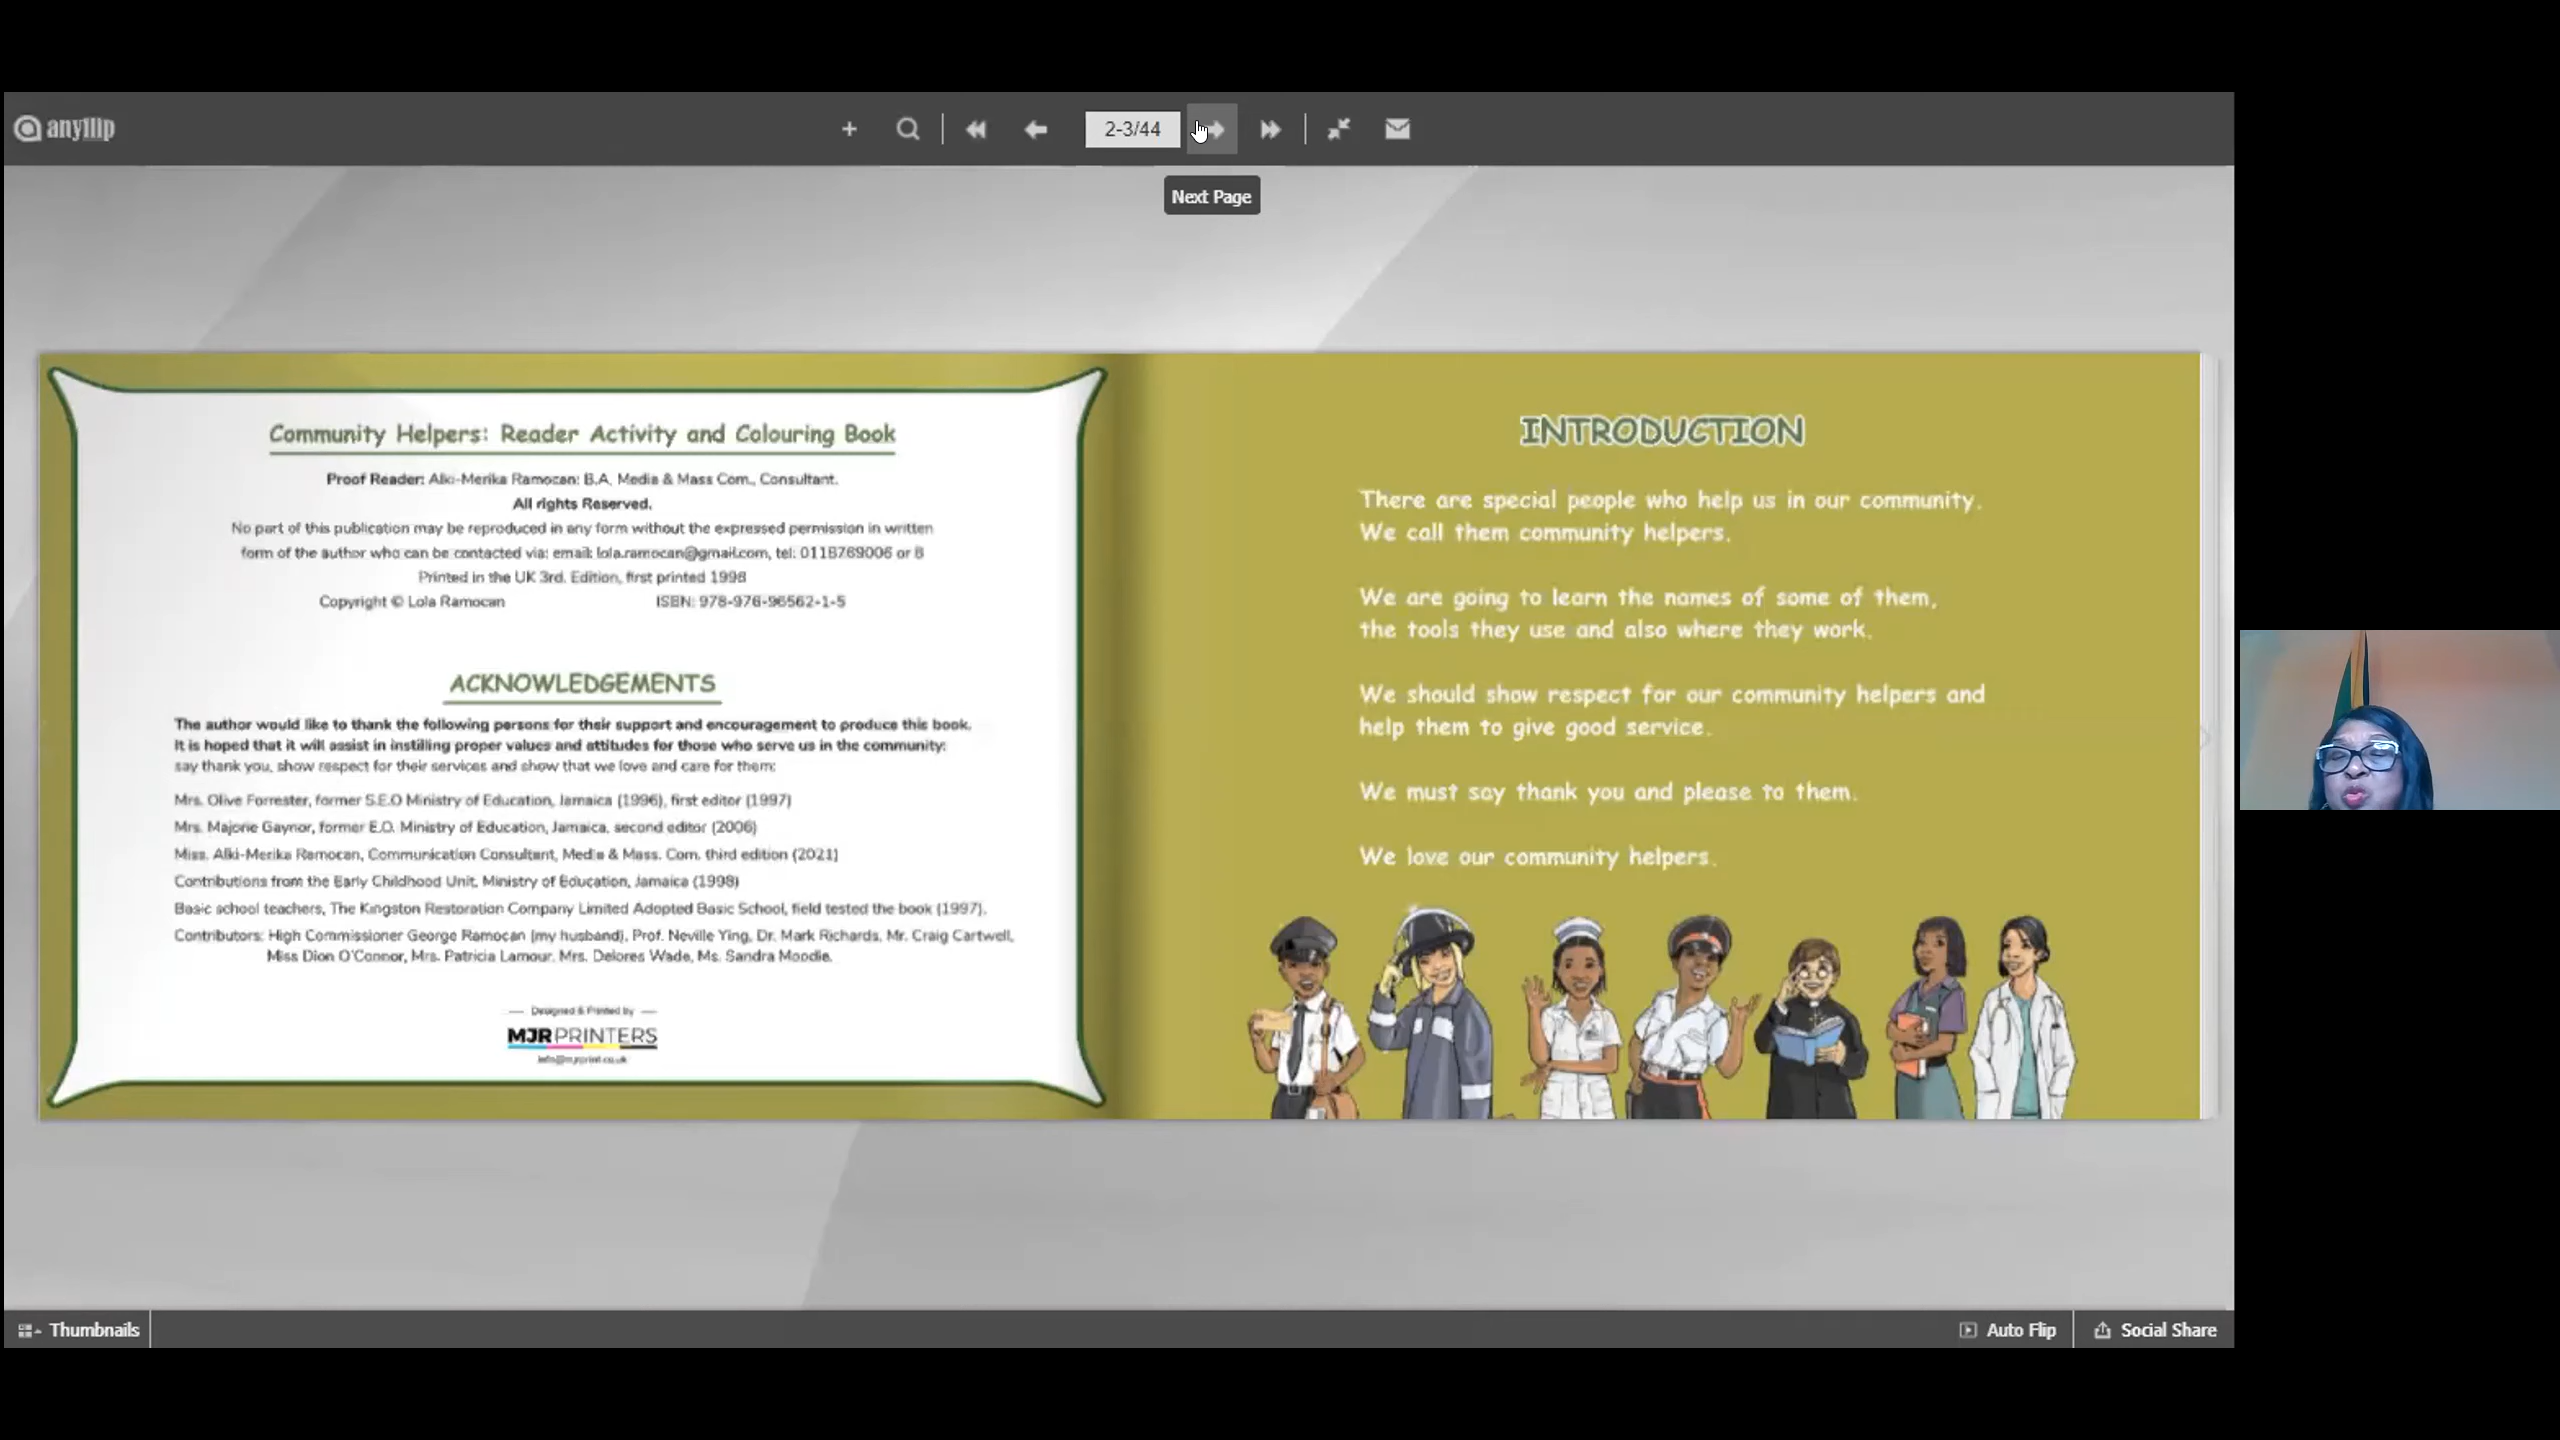 anyflip
2-3/44
Next Page
Community Helpers: Reader Activity and Colouring Book
Proof Reader: Alki-Merika Ramocan: B.A, Media & Mass Com., Consultant.
All rights Reserved.
No part of this publication may be reproduced in any form without the expressed permission in written
form of the author who can be contacted via: email: lola.ramocan@gmail.com, tel: 0118769006 or 8
Printed in the UK 3rd. Edition, first printed 1998
Copyright © Lola Ramocan ISBN: 978-976-96562-1-5
ACKNOWLEDGEMENTS
The author would like to thank the following persons for their support and encouragement to produce this book.
It is hoped that it will assist in instilling proper values and attitudes for those who serve us in the community:
say thank you, show respect for their services and show that we love and care for them:
Mrs. Olive Forrester, former S.E.O Ministry of Education, Jamaica (1996), first editor (1997)
Mrs. Majorie Gaynor, former E.O. Ministry of Education, Jamaica, second editor (2006)
Miss. Alki-Merika Ramocan, Communication Consultant, Media & Mass. Com. third edition (2021)
Contributions from the Early Childhood Unit, Ministry of Education, Jamaica (1998)
Basic school teachers, The Kingston Restoration Company Limited Adopted Basic School, field tested the book (1997).
Contributors: High Commissioner George Ramocan (my husband), Prof. Neville Ying, Dr. Mark Richards, Mr. Craig Cartwell,
Miss Dion O'Connor, Mrs. Patricia Lamour, Mrs. Delores Wade, Ms. Sandra Moodie.
Designed & Printed by
MJR PRINTERS
info@mjrprint.co.uk
INTRODUCTION
There are special people who help us in our community.
We call them community helpers.
We are going to learn the names of some of them,
the tools they use and also where they work.
We should show respect for our community helpers and
help them to give good service.
We must say thank you and please to them.
We love our community helpers.
Thumbnails
Auto Flip
Social Share